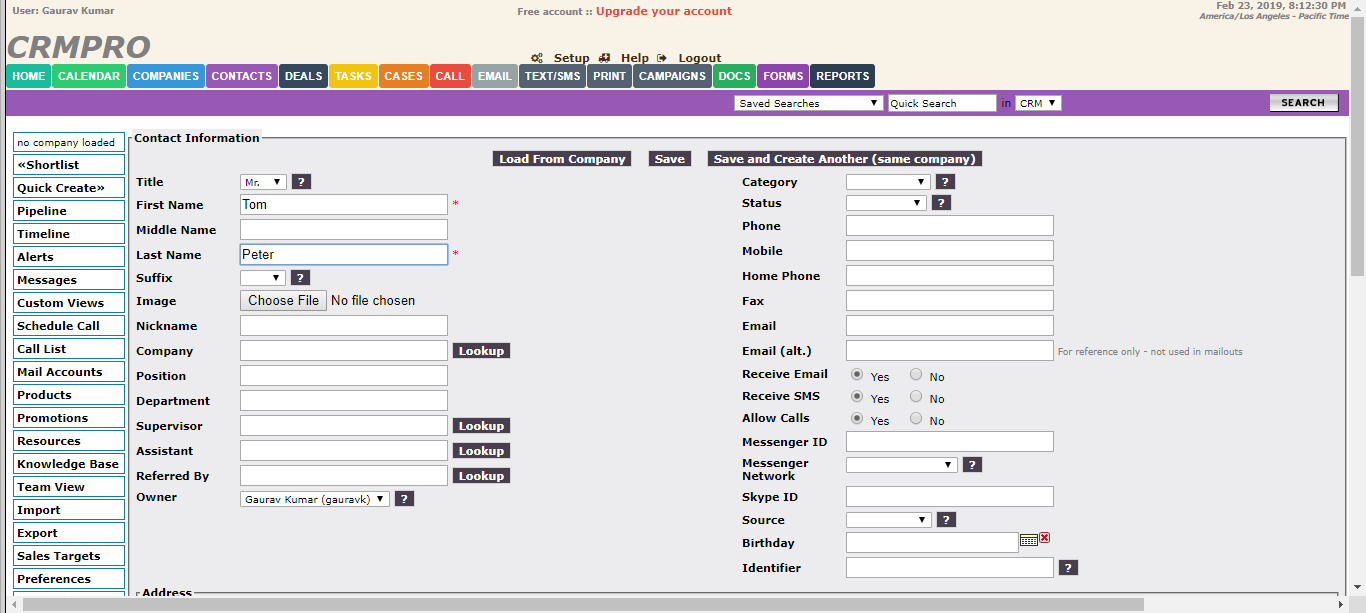 User: Gaurav Kumar
Free account :: Upgrade your account
Feb 23, 2019, 8:12:30 PM
America/Los Angeles - Pacific Time
CRMPRO
Setup Help Logout
HOME CALENDAR COMPANIES CONTACTS DEALS TASKS CASES CALL EMAIL TEXT/SMS PRINT CAMPAIGNS DOCS FORMS REPORTS
Saved Searches Quick Search in CRM SEARCH
no company loaded
«Shortlist
Quick Create»
Pipeline
Timeline
Alerts
Messages
Custom Views
Schedule Call
Call List
Mail Accounts
Products
Promotions
Resources
Knowledge Base
Team View
Import
Export
Sales Targets
Preferences
Contact Information
Load From Company Save Save and Create Another (same company)
Title Mr. ?
First Name Tom *
Middle Name
Last Name Peter *
Suffix ?
Image Choose File No file chosen
Nickname
Company Lookup
Position
Department
Supervisor Lookup
Assistant Lookup
Referred By Lookup
Owner Gaurav Kumar (gauravk) ?
Category ?
Status ?
Phone
Mobile
Home Phone
Fax
Email
Email (alt.) For reference only - not used in mailouts
Receive Email Yes No
Receive SMS Yes No
Allow Calls Yes No
Messenger ID
Messenger
Network ?
Skype ID
Source ?
Birthday
Identifier ?
Address